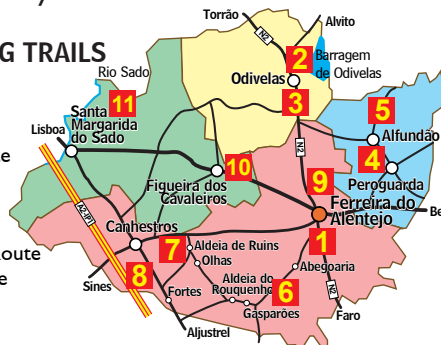 Torrão
Alvito
N2
G TRAILS
2
Barragem
de Odivelas
Rio Sado
Odivelas
11
3
5
Santa
Margarida
do Sado
Lisboa
N2
Alfundão
4
10
9
Peroguarda
Figueira dos
Cavaleiros
Ferreira do
Alentejo
Be
A2-IP1
Canhestros
1
7
Aldeia de Ruins
Olhas
oute
8
Abegoaria
Aldeia do
Rouquenho
6
e
Sines
Fortes
N2
Gasparões
Faro
Aljustrel